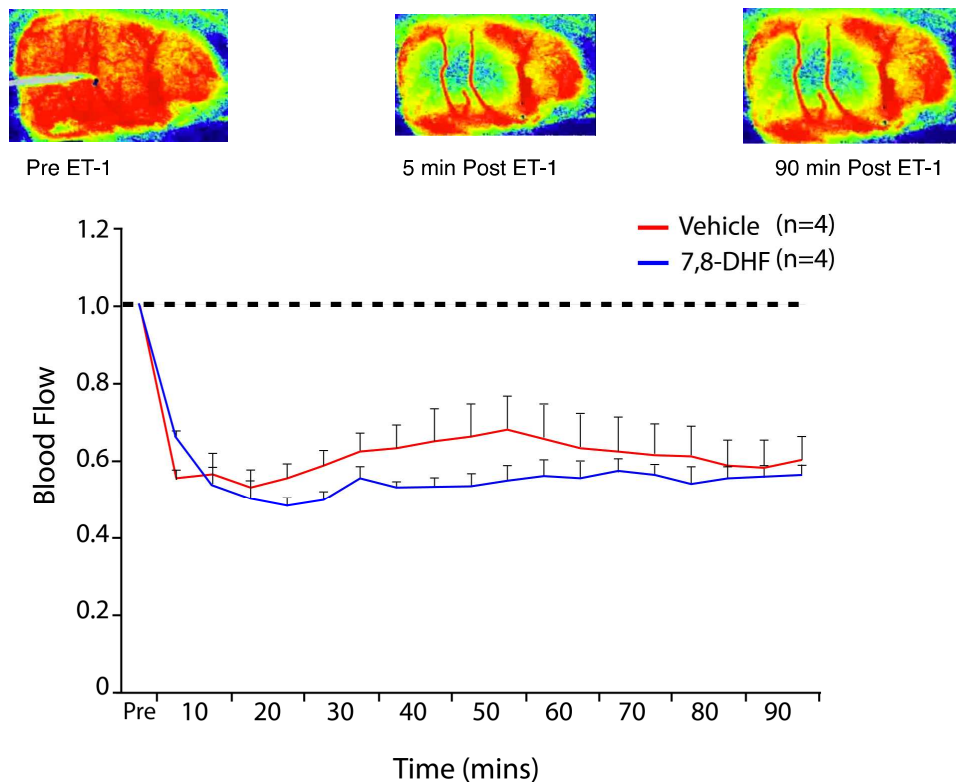 Pre ET-1
5 min Post ET-1
90 min Post ET-1
Vehicle (n=4)
7,8-DHF (n=4)
1.2
1.0
0.8
0.6
0.4
0.2
0
Blood Flow
Pre 10 20 30 40 50 60 70 80 90
Time (mins)